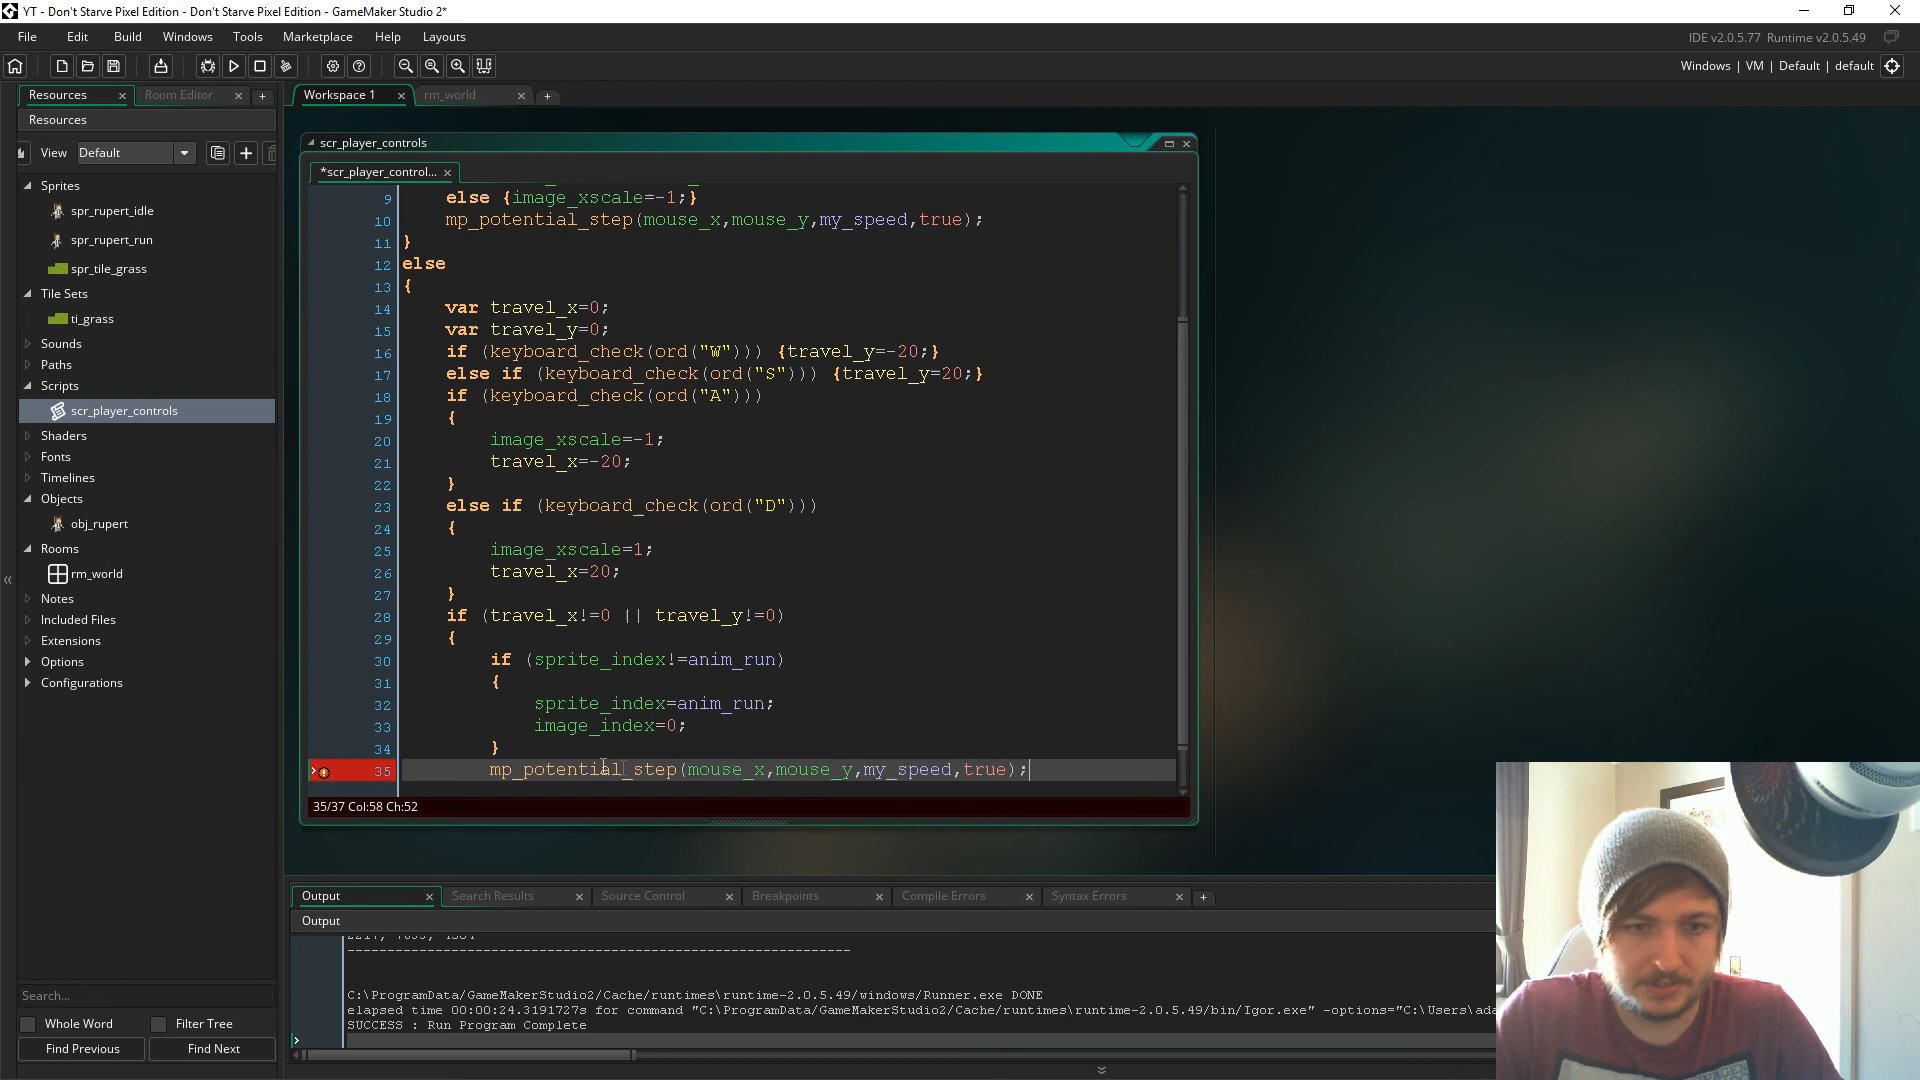 YT - Don't Starve Pixel Edition - Don't Starve Pixel Edition - GameMaker Studio 2*
File Edit Build Windows Tools Marketplace Help Layouts
IDE v2.0.5.77 Runtime v2.0.5.49
Windows | VM | Default | default
Resources
Room Editor
Workspace 1
rm_world
Resources
View Default
Sprites
spr_rupert_idle
spr_rupert_run
spr_tile_grass
Tile Sets
ti_grass
Sounds
Paths
Scripts
scr_player_controls
Shaders
Fonts
Timelines
Objects
obj_rupert
Rooms
rm_world
Notes
Included Files
Extensions
Options
Configurations
Search...
Whole Word
Filter Tree
Find Previous
Find Next
scr_player_controls
*scr_player_control...
9 else {image_xscale=-1;}
10 mp_potential_step(mouse_x,mouse_y,my_speed,true);
11 }
12 else
13 {
14 var travel_x=0;
15 var travel_y=0;
16 if (keyboard_check(ord("W"))) {travel_y=-20;}
17 else if (keyboard_check(ord("S"))) {travel_y=20;}
18 if (keyboard_check(ord("A")))
19 {
20 image_xscale=-1;
21 travel_x=-20;
22 }
23 else if (keyboard_check(ord("D")))
24 {
25 image_xscale=1;
26 travel_x=20;
27 }
28 if (travel_x!=0 || travel_y!=0)
29 {
30 if (sprite_index!=anim_run)
31 {
32 sprite_index=anim_run;
33 image_index=0;
34 }
35 mp_potential_step(mouse_x,mouse_y,my_speed,true);
35/37 Col:58 Ch:52
Output
Search Results
Source Control
Breakpoints
Compile Errors
Syntax Errors
Output
C:\ProgramData/GameMakerStudio2/Cache/runtimes\runtime-2.0.5.49/windows/Runner.exe DONE
elapsed time 00:00:24.3191727s for command "C:\ProgramData/GameMakerStudio2/Cache/runtimes\runtime-2.0.5.49/bin/Igor.exe" -options="C:\Users\ada
SUCCESS : Run Program Complete